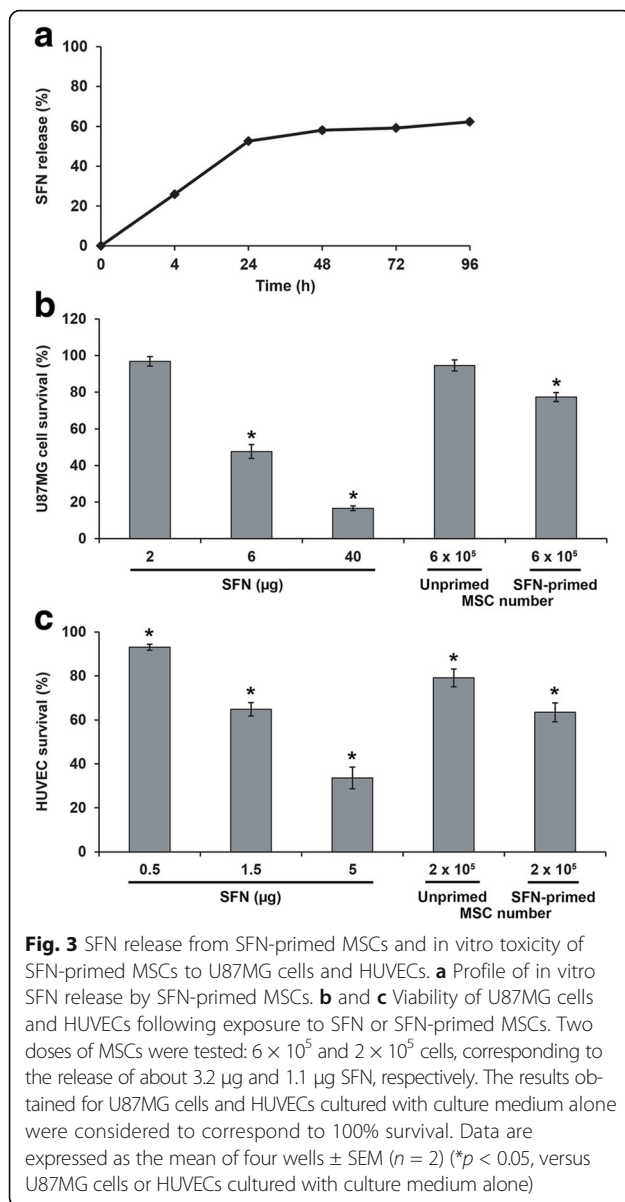 a
100
80
60
40
20
0
SFN release (%)
0 4 24 48 72 96
Time (h)
b
120
100
80
60
40
20
0
U87MG cell survival (%)
* * *
2 6 40 6 x 10⁵ 6 x 10⁵
SFN (µg) Unprimed SFN-primed
MSC number
c
100
80
60
40
20
0
HUVEC survival (%)
* * * * *
0.5 1.5 5 2 x 10⁵ 2 x 10⁵
SFN (µg) Unprimed SFN-primed
MSC number
Fig. 3 SFN release from SFN-primed MSCs and in vitro toxicity of
SFN-primed MSCs to U87MG cells and HUVECs. a Profile of in vitro
SFN release by SFN-primed MSCs. b and c Viability of U87MG cells
and HUVECs following exposure to SFN or SFN-primed MSCs. Two
doses of MSCs were tested: 6 × 10⁵ and 2 × 10⁵ cells, corresponding to
the release of about 3.2 µg and 1.1 µg SFN, respectively. The results ob-
tained for U87MG cells and HUVECs cultured with culture medium alone
were considered to correspond to 100% survival. Data are
expressed as the mean of four wells ± SEM (n = 2) (*p < 0.05, versus
U87MG cells or HUVECs cultured with culture medium alone)